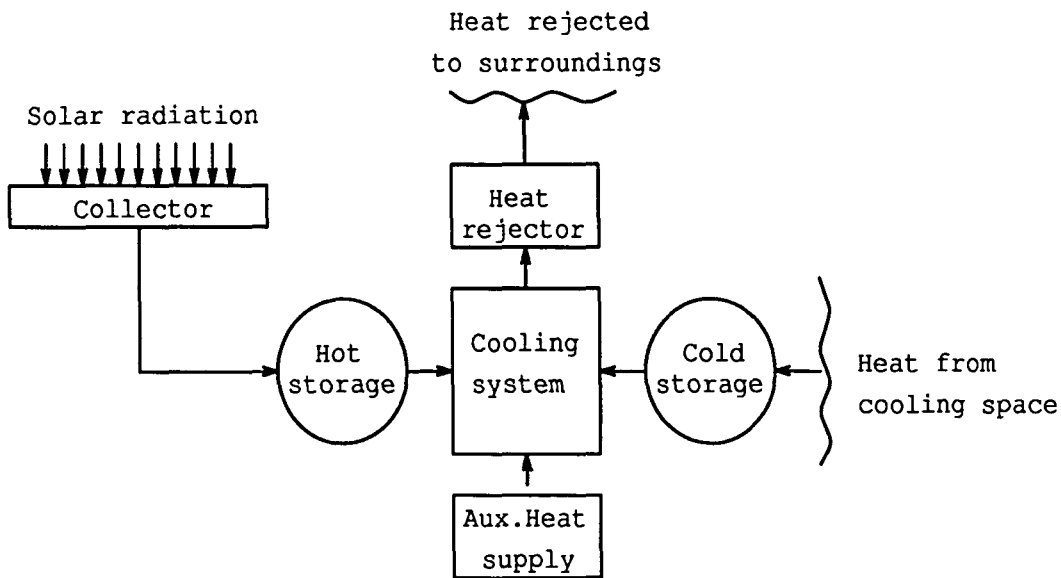 Heat rejected
to surroundings
Solar radiation
Collector
Heat
rejector
Hot
storage
Cooling
system
Cold
storage
Heat from
cooling space
Aux.Heat
supply